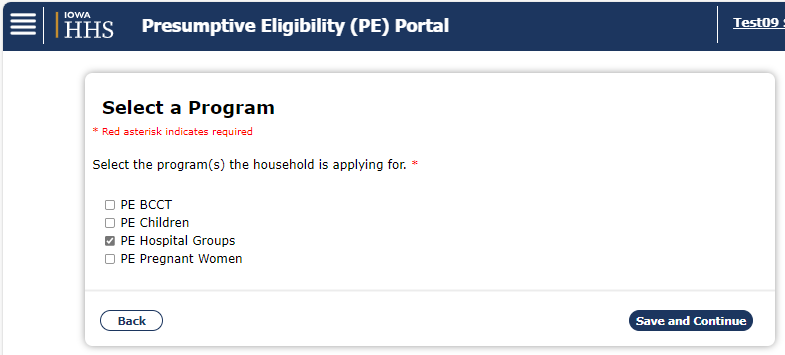 IOWA
HHS
Presumptive Eligibility (PE) Portal
Test09
Select a Program
* Red asterisk indicates required
Select the program(s) the household is applying for. *
PE BCCT
PE Children
PE Hospital Groups
PE Pregnant Women
Back
Save and Continue